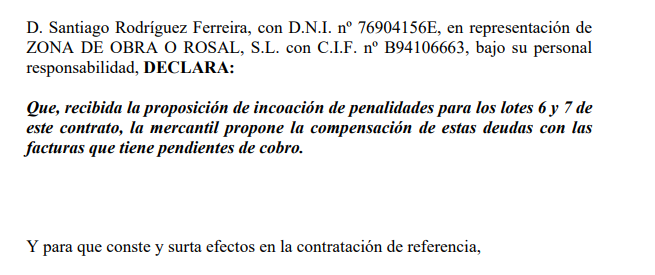 D. Santiago Rodríguez Ferreira, con D.N.I. nº 76904156E, en representación de
ZONA DE OBRA O ROSAL, S.L. con C.I.F. nº B94106663, bajo su personal
responsabilidad, DECLARA:
Que, recibida la proposición de incoación de penalidades para los lotes 6 y 7 de
este contrato, la mercantil propone la compensación de estas deudas con las
facturas que tiene pendientes de cobro.
Y para que conste y surta efectos en la contratación de referencia,